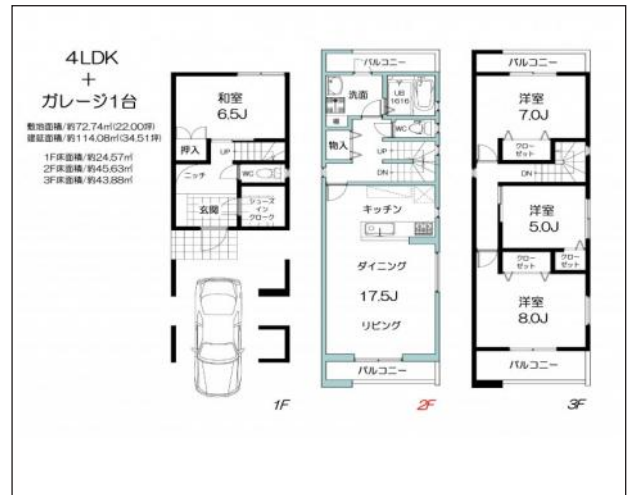 4LDK
+
ガレージ1台
敷地面積/約72.74㎡(22.00坪)
建延面積/約114.08㎡(34.51坪)
1F床面積/約24.57㎡
2F床面積/約45.63㎡
3F床面積/約43.88㎡
和室
6.5J
押入
UP
ニッチ
WC
玄関
シューズ
イン
クローク
1F
バルコニー
洗面
UB
1616
WC
物入
UP
DN
キッチン
ダイニング
17.5J
リビング
バルコニー
2F
バルコニー
洋室
7.0J
クロー
ゼット
DN
洋室
5.0J
クロー
ゼット
クロー
ゼット
洋室
8.0J
バルコニー
3F